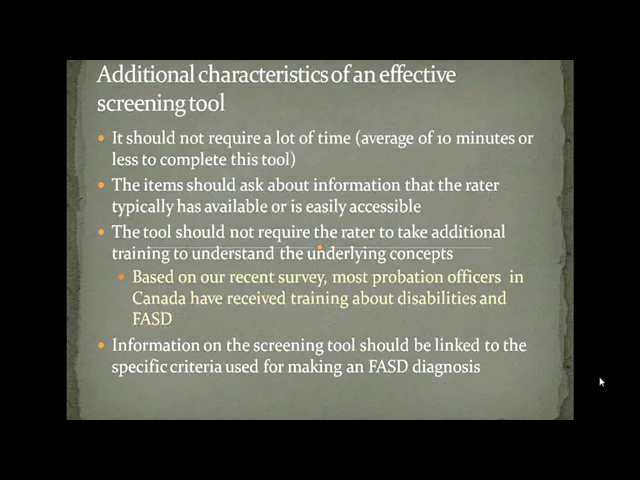 Additional characteristics of an effective
screening tool
• It should not require a lot of time (average of 10 minutes or
less to complete this tool)
• The items should ask about information that the rater
typically has available or is easily accessible
• The tool should not require the rater to take additional
training to understand the underlying concepts
• Based on our recent survey, most probation officers in
Canada have received training about disabilities and
FASD
• Information on the screening tool should be linked to the
specific criteria used for making an FASD diagnosis